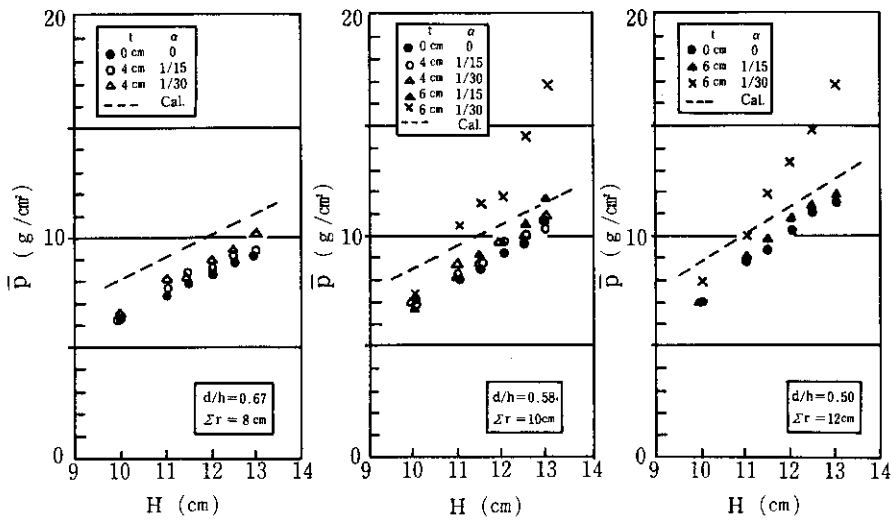 20
t α
0 cm 0
4 cm 1/15
4 cm 1/30
Cal.
10
0
p̄ ( g /cm²)
d/h=0.67
Σr = 8 cm
9 10 11 12 13 14
H (cm)
20
t α
0 cm 0
4 cm 1/15
4 cm 1/30
6 cm 1/15
6 cm 1/30
Cal.
10
0
p̄ ( g /cm²)
d/h=0.58
Σr = 10cm
9 10 11 12 13 14
H (cm)
20
t α
0 cm 0
6 cm 1/15
6 cm 1/30
Cal.
10
0
p̄ ( g /cm²)
d/h=0.50
Σr = 12cm
9 10 11 12 13 14
H (cm)